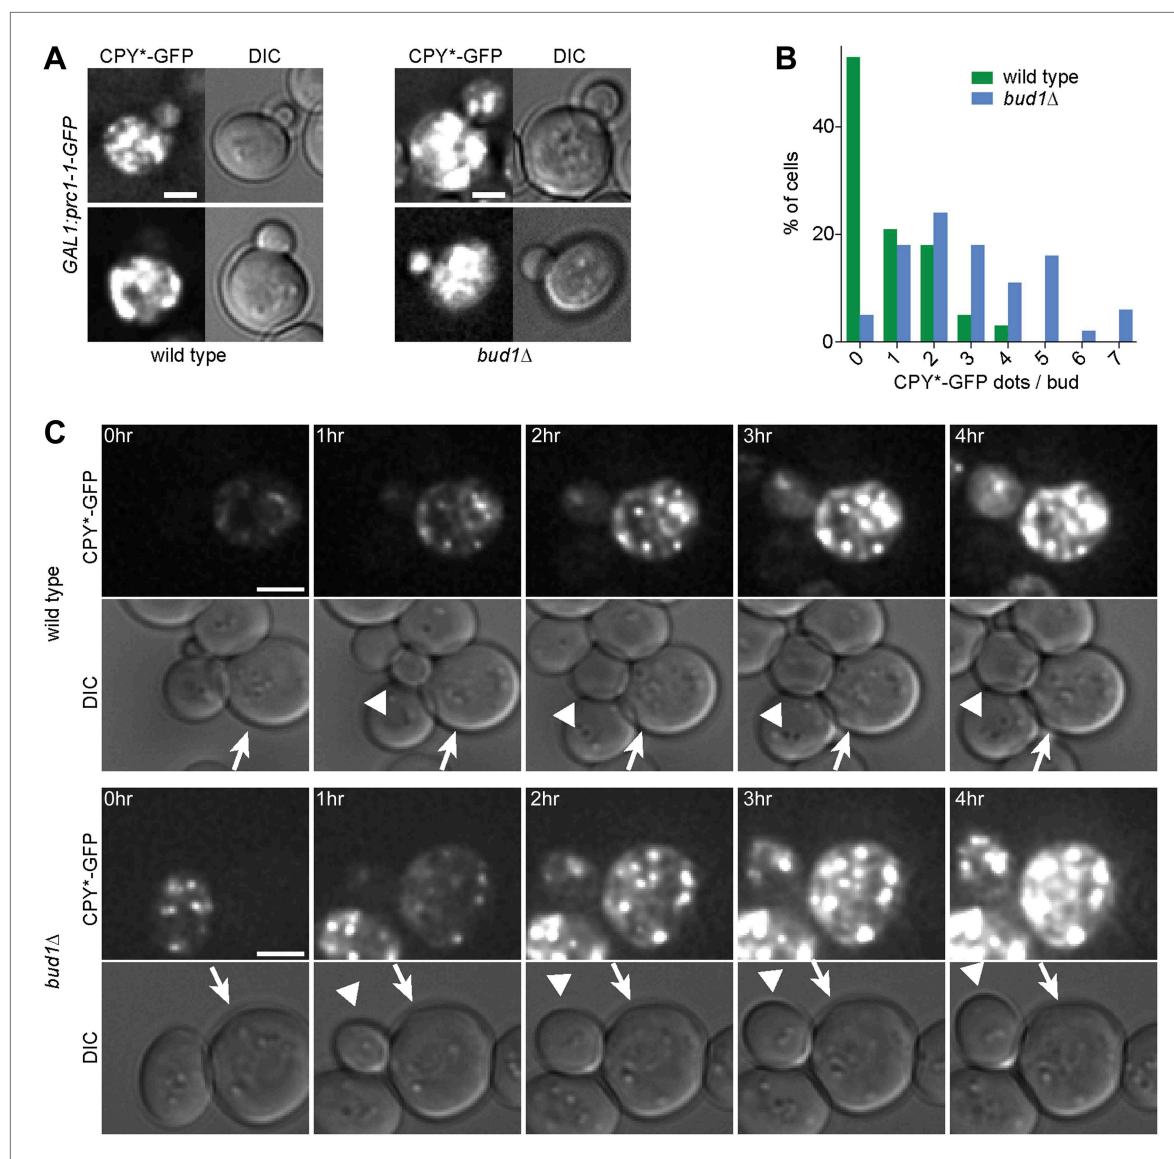 A
CPY*-GFP
DIC
CPY*-GFP
DIC
GAL1:prc1-1-GFP
wild type
bud1Δ
B
% of cells
40
20
0
wild type
bud1Δ
0 1 2 3 4 5 6 7
CPY*-GFP dots / bud
C
wild type
CPY*-GFP
0hr
1hr
2hr
3hr
4hr
DIC
bud1Δ
CPY*-GFP
0hr
1hr
2hr
3hr
4hr
DIC